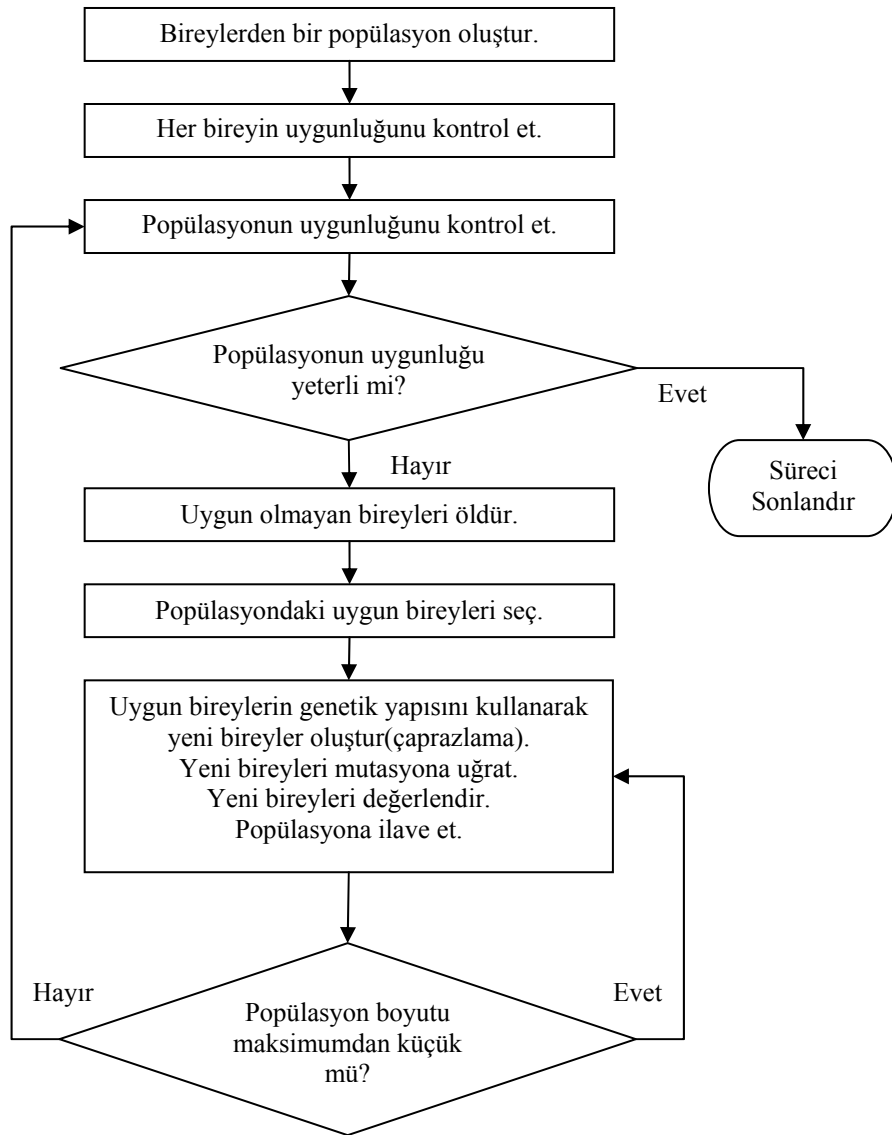 Bireylerden bir popülasyon oluştur.
Her bireyin uygunluğunu kontrol et.
Popülasyonun uygunluğunu kontrol et.
Popülasyonun uygunluğu
yeterli mi?
Evet
Hayır
Süreci
Sonlandır
Uygun olmayan bireyleri öldür.
Popülasyondaki uygun bireyleri seç.
Uygun bireylerin genetik yapısını kullanarak
yeni bireyler oluştur(çaprazlama).
Yeni bireyleri mutasyona uğrat.
Yeni bireyleri değerlendir.
Popülasyona ilave et.
Hayır
Evet
Popülasyon boyutu
maksimumdan küçük
mü?